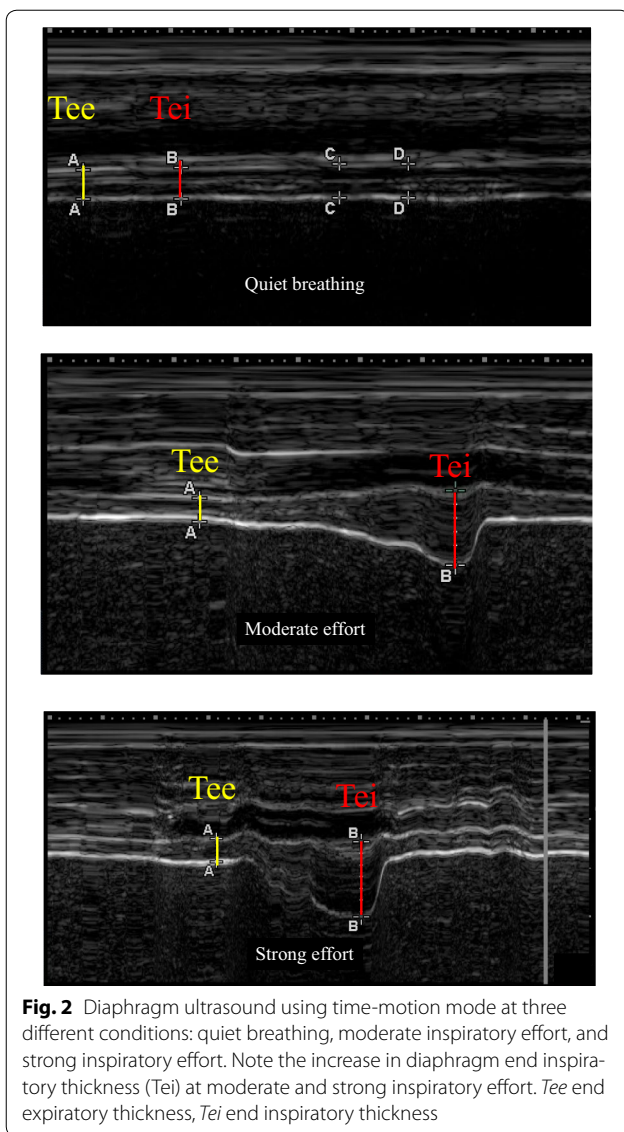 Tee Tei
A B C D
A B C D
Quiet breathing
Tee Tei
A
A
B
Moderate effort
Tee Tei
A B
A B
Strong effort
Fig. 2 Diaphragm ultrasound using time-motion mode at three
different conditions: quiet breathing, moderate inspiratory effort, and
strong inspiratory effort. Note the increase in diaphragm end inspira-
tory thickness (Tei) at moderate and strong inspiratory effort. Tee end
expiratory thickness, Tei end inspiratory thickness